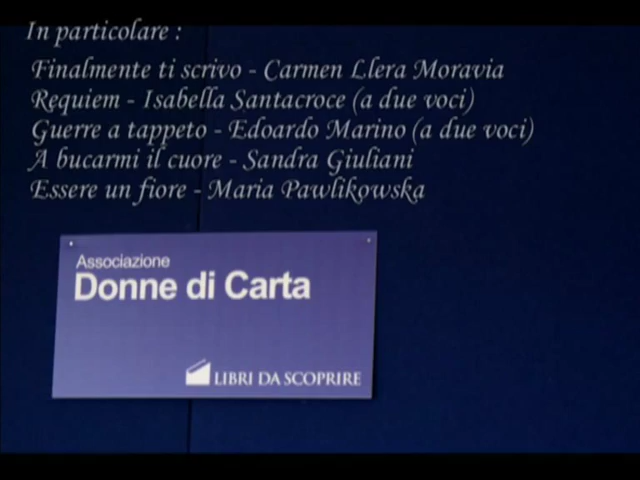 In particolare :
Finalmente ti scrivo - Carmen Llera Moravia
Requiem - Isabella Santacroce (a due voci)
Guerre a tappeto - Edoardo Marino (a due voci)
A bucarmi il cuore - Sandra Giuliani
Essere un fiore - Maria Pawlikowska
Associazione
Donne di Carta
LIBRI DA SCOPRIRE